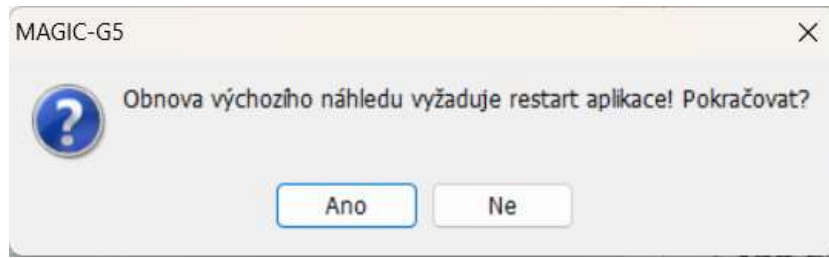 MAGIC-G5
Obnova výchozího náhledu vyžaduje restart aplikace! Pokračovat?
Ano
Ne